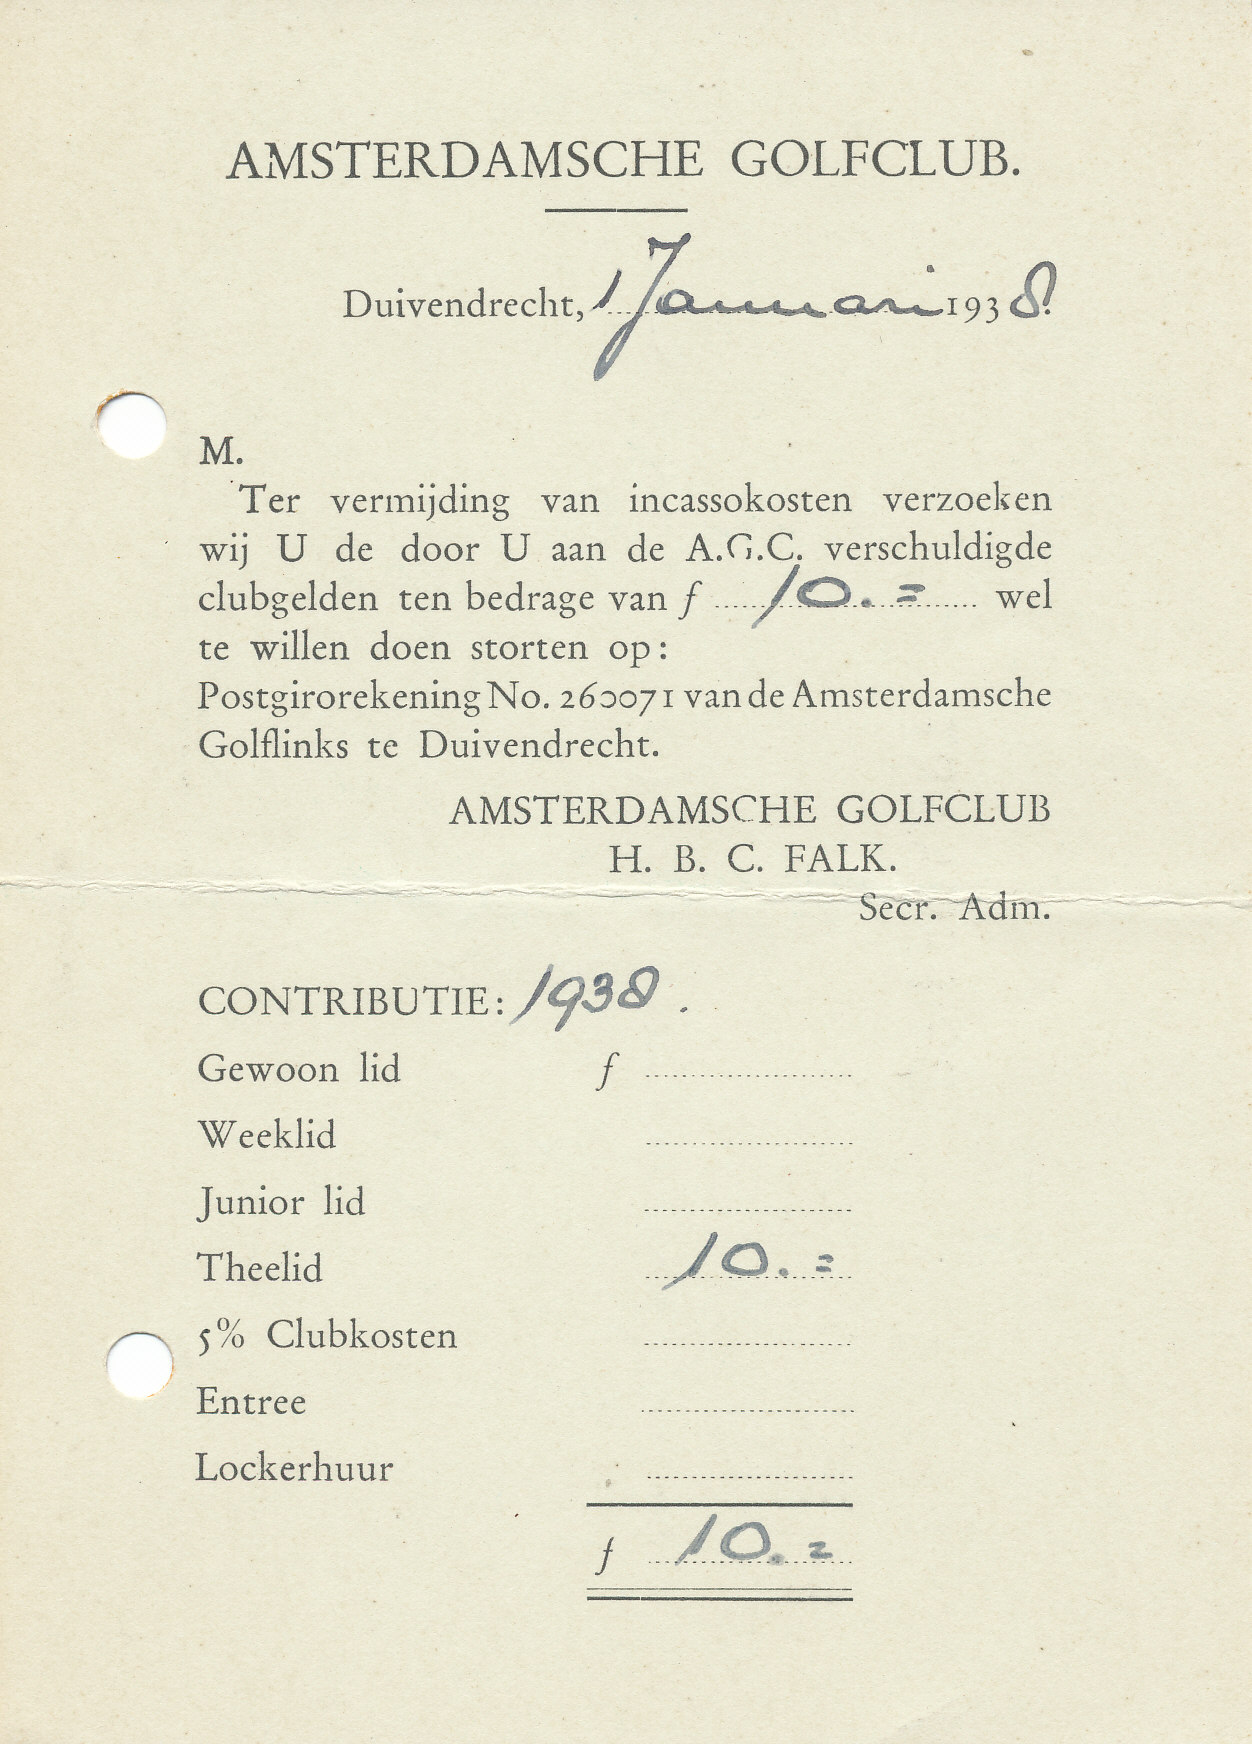 AMSTERDAMSCHE GOLFCLUB.
Duivendrecht, 1 Januari 1938.
M.
Ter vermijding van incassokosten verzoeken
wij U de door U aan de A.G.C. verschuldigde
clubgelden ten bedrage van f 10.= wel
te willen doen storten op:
Postgirorekening No. 260071 van de Amsterdamsche
Golflinks te Duivendrecht.
AMSTERDAMSCHE GOLFCLUB
H. B. C. FALK.
Secr. Adm.
CONTRIBUTIE: 1938.
Gewoon lid f
Weeklid
Junior lid
Theelid 10.=
5% Clubkosten
Entree
Lockerhuur
f 10.=